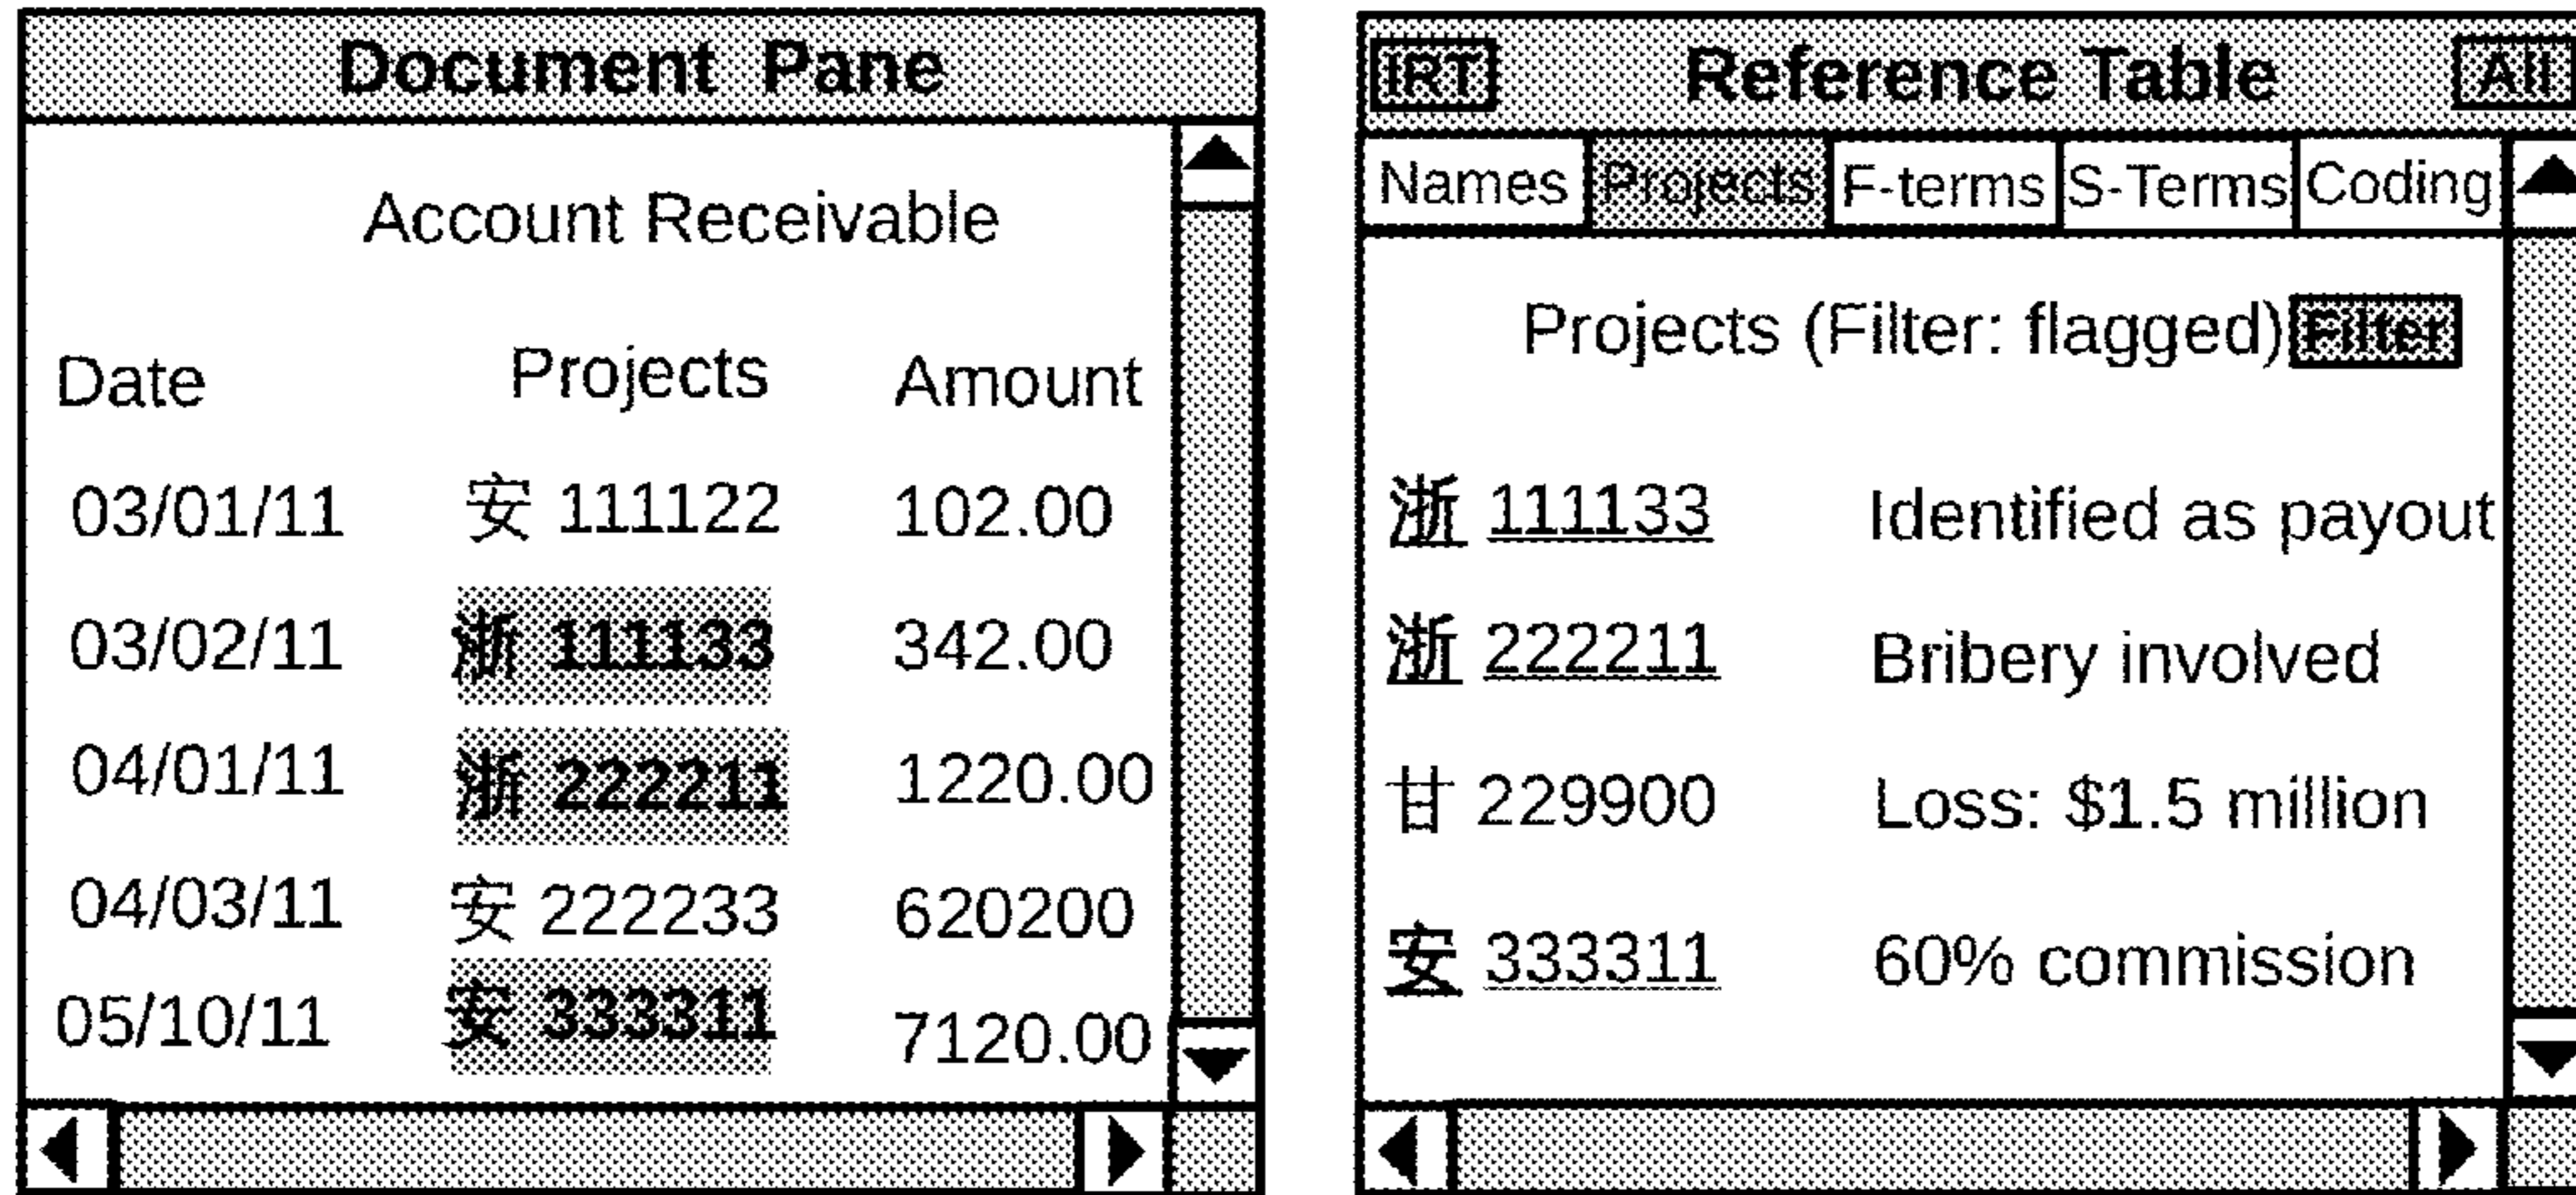 Document Pane
Account Receivable
Date Projects Amount
03/01/11 安 111122 102.00
03/02/11 浙 111133 342.00
04/01/11 浙 222211 1220.00
04/03/11 安 222233 620200
05/10/11 安 333311 7120.00
IRT Reference Table All
Names Projects F-terms S-Terms Coding
Projects (Filter: flagged) Filter
浙 111133 Identified as payout
浙 222211 Bribery involved
甘 229900 Loss: $1.5 million
安 333311 60% commission